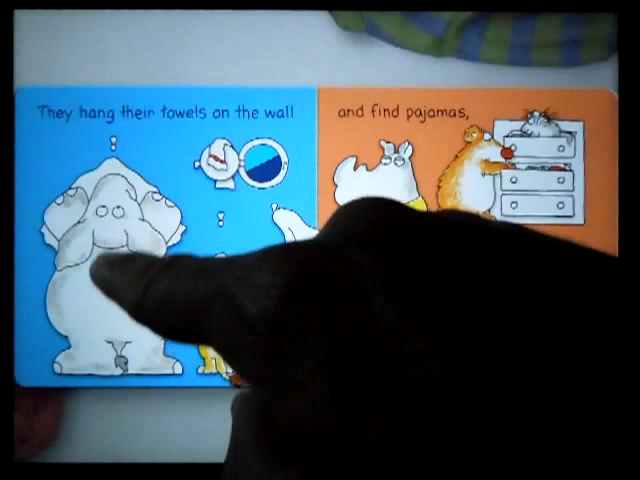 They hang their towels on the wall
and find pajamas,